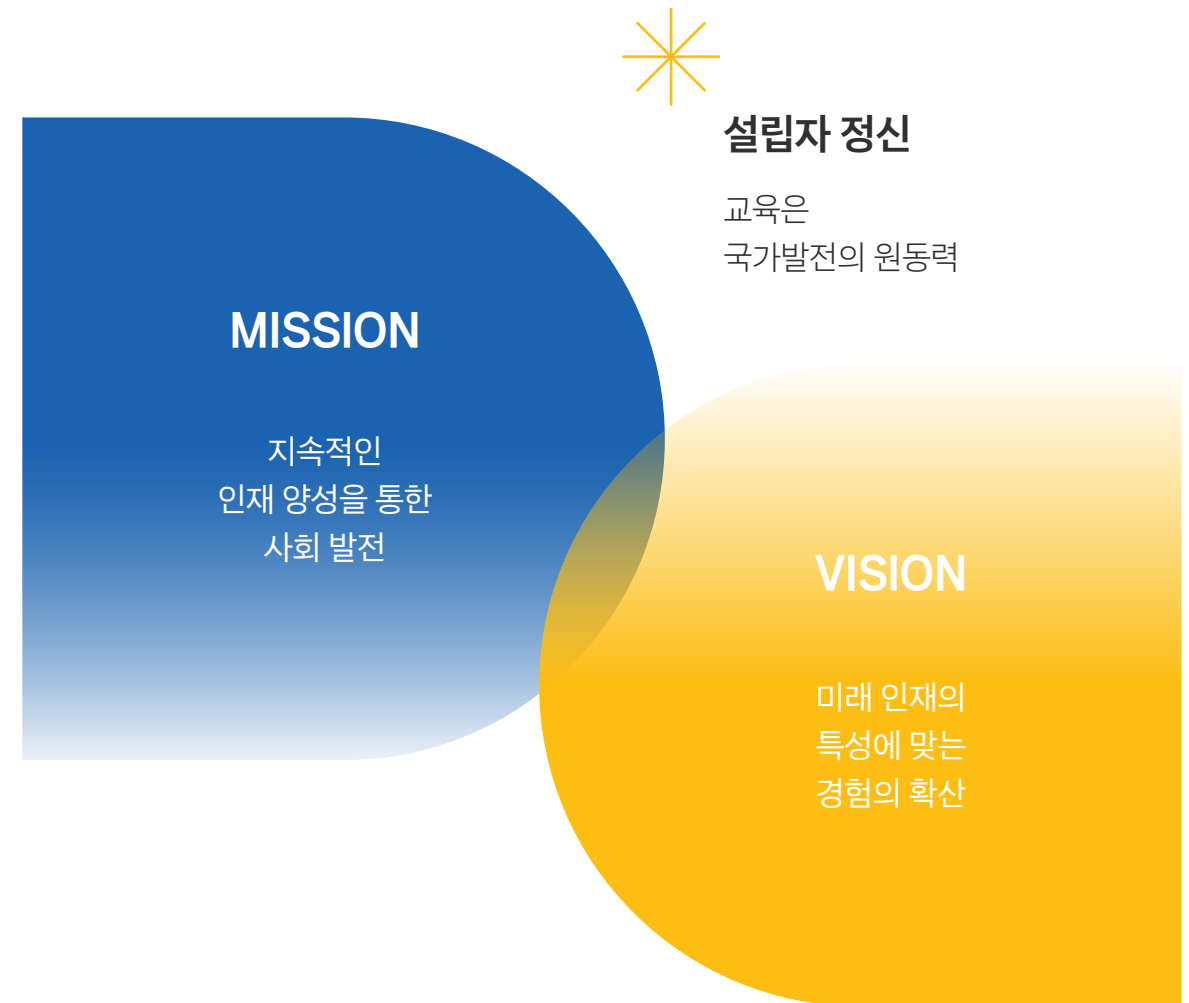 설립자 정신
교육은
국가발전의 원동력
MISSION
지속적인
인재 양성을 통한
사회 발전
VISION
미래 인재의
특성에 맞는
경험의 확산